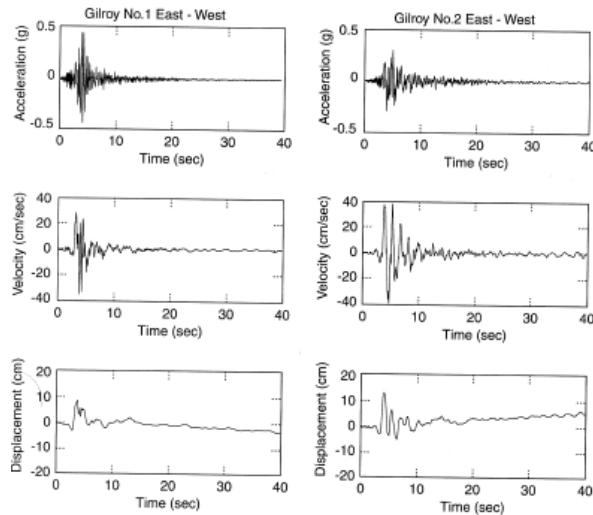 Gilroy No.1 East - West
Acceleration (g)
0.5
0
-0.5
0 10 20 30 40
Time (sec)
Gilroy No.2 East - West
Acceleration (g)
0.5
0
-0.5
0 10 20 30 40
Time (sec)
Velocity (cm/sec)
40
20
0
-20
-40
0 10 20 30 40
Time (sec)
Velocity (cm/sec)
40
20
0
-20
-40
0 10 20 30 40
Time (sec)
Displacement (cm)
20
10
0
-10
-20
0 10 20 30 40
Time (sec)
Displacement (cm)
20
10
0
-10
-20
0 10 20 30 40
Time (sec)